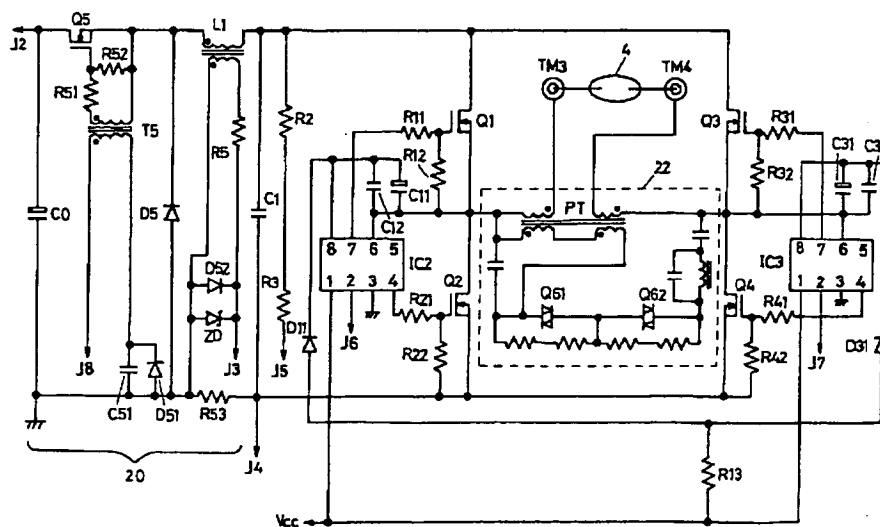 Q5
L1
J2
R52
R51
T5
R5
R2
R11
Q1
R12
TM3
4
TM4
Q3
R31
C31
R32
22
C0
D5
C1
C11
C12
PT
8 7 6 5
IC2
1 2 3 4
8 7 6 5
IC3
1 2 3 4
D52
ZD
R3
D11
Q2
R21
R22
J6
Q61
Q62
Q4
R41
R42
J7
D31
J8
C51
D51
J3
J5
R53
J4
20
R13
Vcc